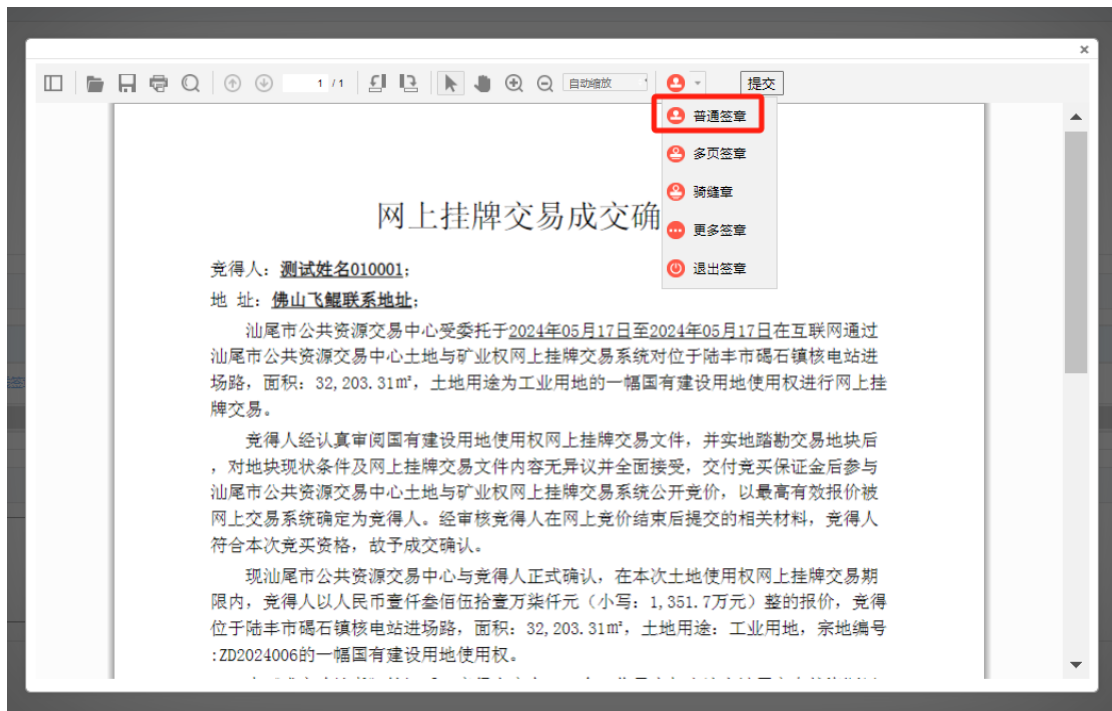 ×
1 / 1
自动缩放
提交
普通签章
多页签章
骑缝章
更多签章
退出签章
网上挂牌交易成交确
竞得人：测试姓名010001；
地 址：佛山飞鲲联系地址；
汕尾市公共资源交易中心受委托于2024年05月17日至2024年05月17日在互联网通过
汕尾市公共资源交易中心土地与矿业权网上挂牌交易系统对位于陆丰市碣石镇核电站进
场路，面积：32,203.31㎡，土地用途为工业用地的一幅国有建设用地使用权进行网上挂
牌交易。
竞得人经认真审阅国有建设用地使用权网上挂牌交易文件，并实地踏勘交易地块后
，对地块现状条件及网上挂牌交易文件内容无异议并全面接受，交付竞买保证金后参与
汕尾市公共资源交易中心土地与矿业权网上挂牌交易系统公开竞价，以最高有效报价被
网上交易系统确定为竞得人。经审核竞得人在网上竞价结束后提交的相关材料，竞得人
符合本次竞买资格，故予成交确认。
现汕尾市公共资源交易中心与竞得人正式确认，在本次土地使用权网上挂牌交易期
限内，竞得人以人民币壹仟叁佰伍拾壹万柒仟元（小写：1,351.7万元）整的报价，竞得
位于陆丰市碣石镇核电站进场路，面积：32,203.31㎡，土地用途：工业用地，宗地编号
:ZD2024006的一幅国有建设用地使用权。